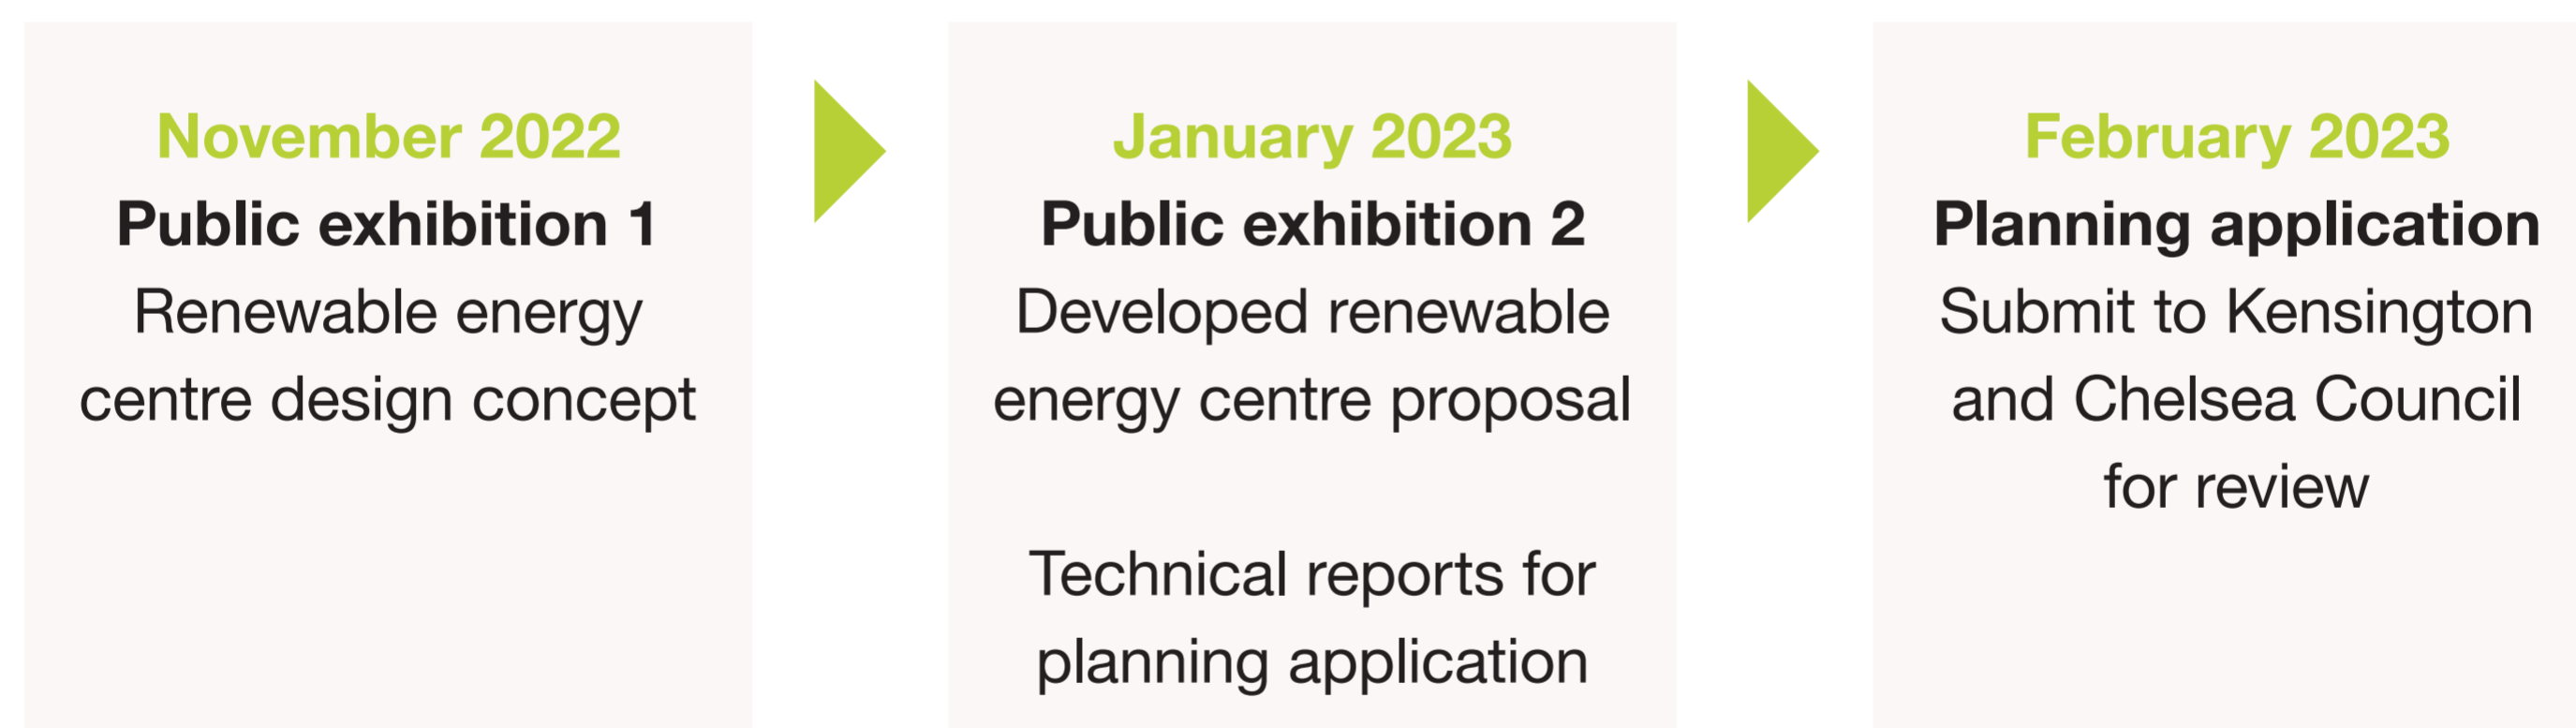 November 2022
Public exhibition 1
Renewable energy
centre design concept
January 2023
Public exhibition 2
Developed renewable
energy centre proposal
Technical reports for
planning application
February 2023
Planning application
Submit to Kensington
and Chelsea Council
for review